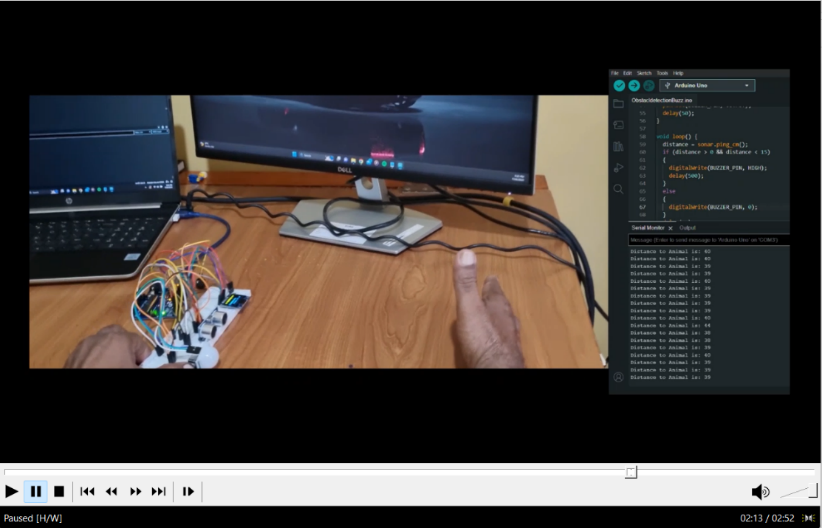 File Edit Sketch Tools Help
Arduino Uno
ObstacldetectionBuzz.ino
55 delay(50);
56 }
57
58 void loop() {
59 distance = sonar.ping_cm();
60 if (distance > 0 && distance < 15)
61 {
62 digitalWrite(BUZZER_PIN, HIGH);
63 delay(500);
64 }
65 else
66 {
67 digitalWrite(BUZZER_PIN, 0);
68 }
Serial Monitor x Output
Message (Enter to send message to 'Arduino Uno' on 'COM3')
Distance to Animal is: 40
Distance to Animal is: 40
Distance to Animal is: 39
Distance to Animal is: 39
Distance to Animal is: 40
Distance to Animal is: 39
Distance to Animal is: 39
Distance to Animal is: 39
Distance to Animal is: 39
Distance to Animal is: 40
Distance to Animal is: 44
Distance to Animal is: 38
Distance to Animal is: 38
Distance to Animal is: 39
Distance to Animal is: 40
Distance to Animal is: 39
Distance to Animal is: 39
Distance to Animal is: 39
DELL
hp
Paused [H/W]
02:13 / 02:52